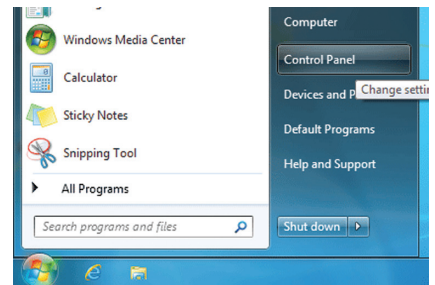 Windows Media Center
Calculator
Sticky Notes
Snipping Tool
All Programs
Search programs and files
Computer
Control Panel
Devices and P
Change settin
Default Programs
Help and Support
Shut down